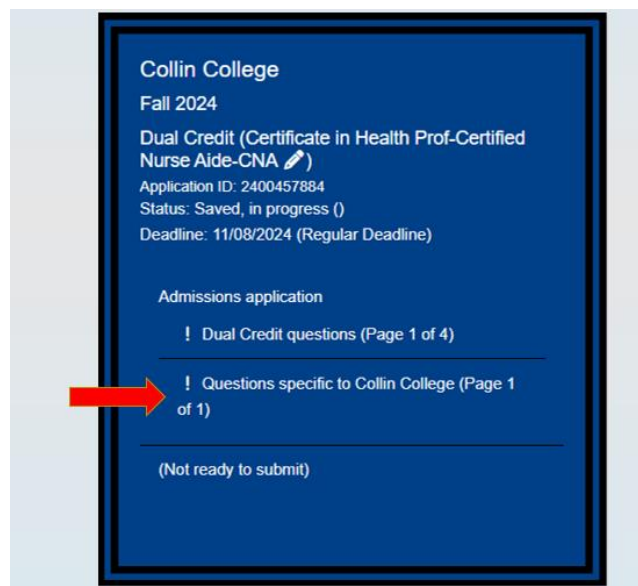 Collin College
Fall 2024
Dual Credit (Certificate in Health Prof-Certified
Nurse Aide-CNA )
Application ID: 2400457884
Status: Saved, in progress ()
Deadline: 11/08/2024 (Regular Deadline)
Admissions application
! Dual Credit questions (Page 1 of 4)
! Questions specific to Collin College (Page 1
of 1)
(Not ready to submit)